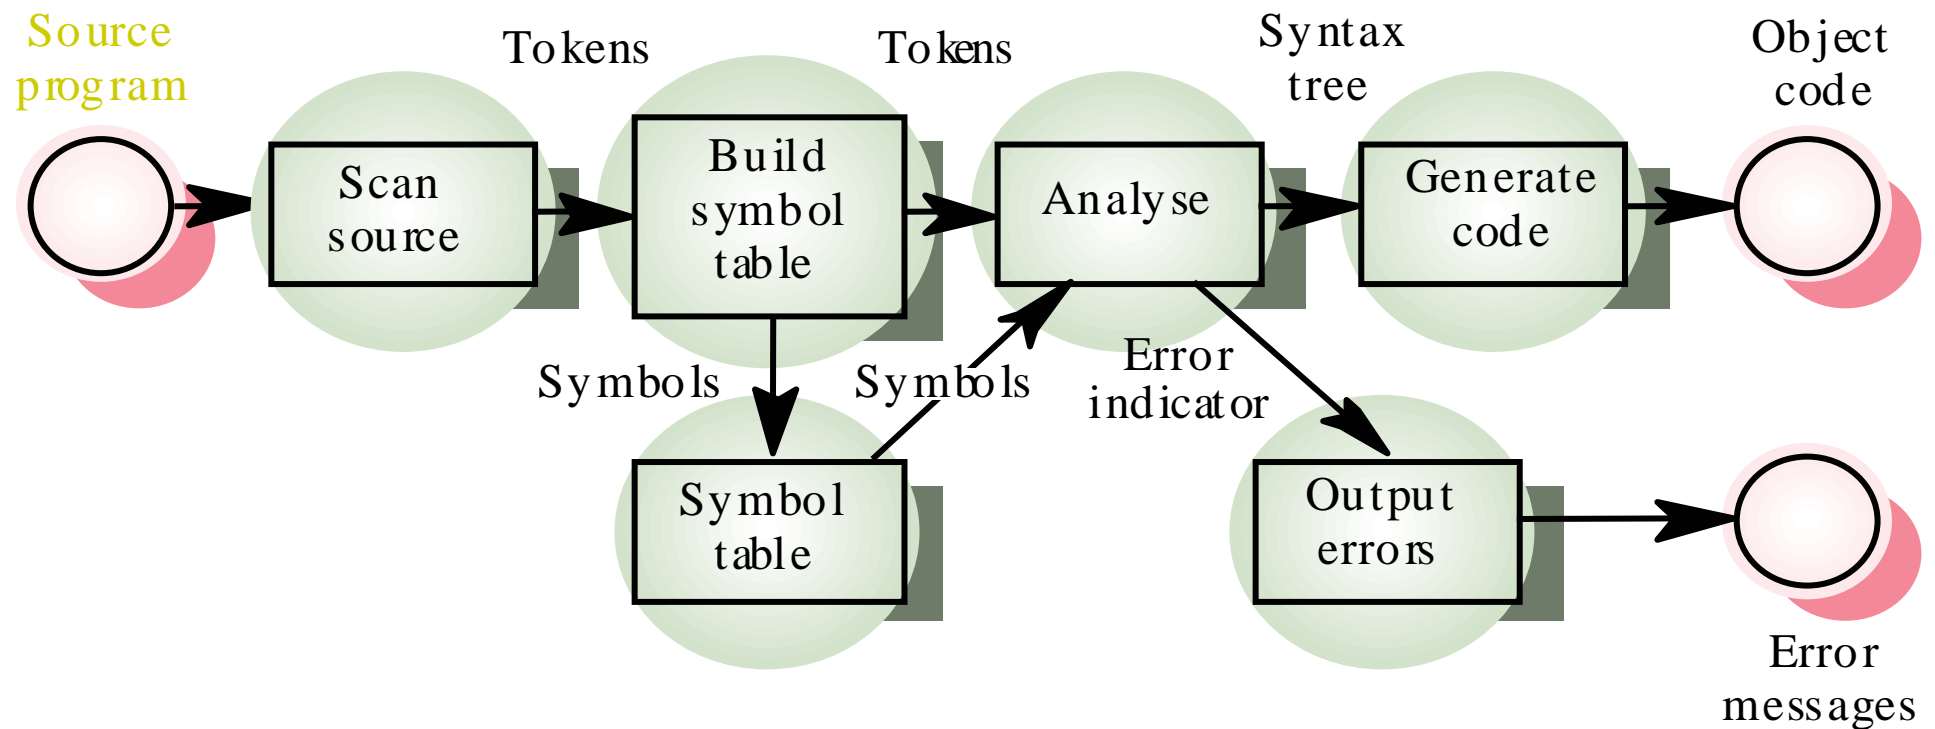 Source
program
Tokens
Tokens
Syntax
tree
Object
code
Scan
source
Build
symbol
table
Analyse
Generate
code
Symbols
Symbols
Error
indicator
Symbol
table
Output
errors
Error
messages